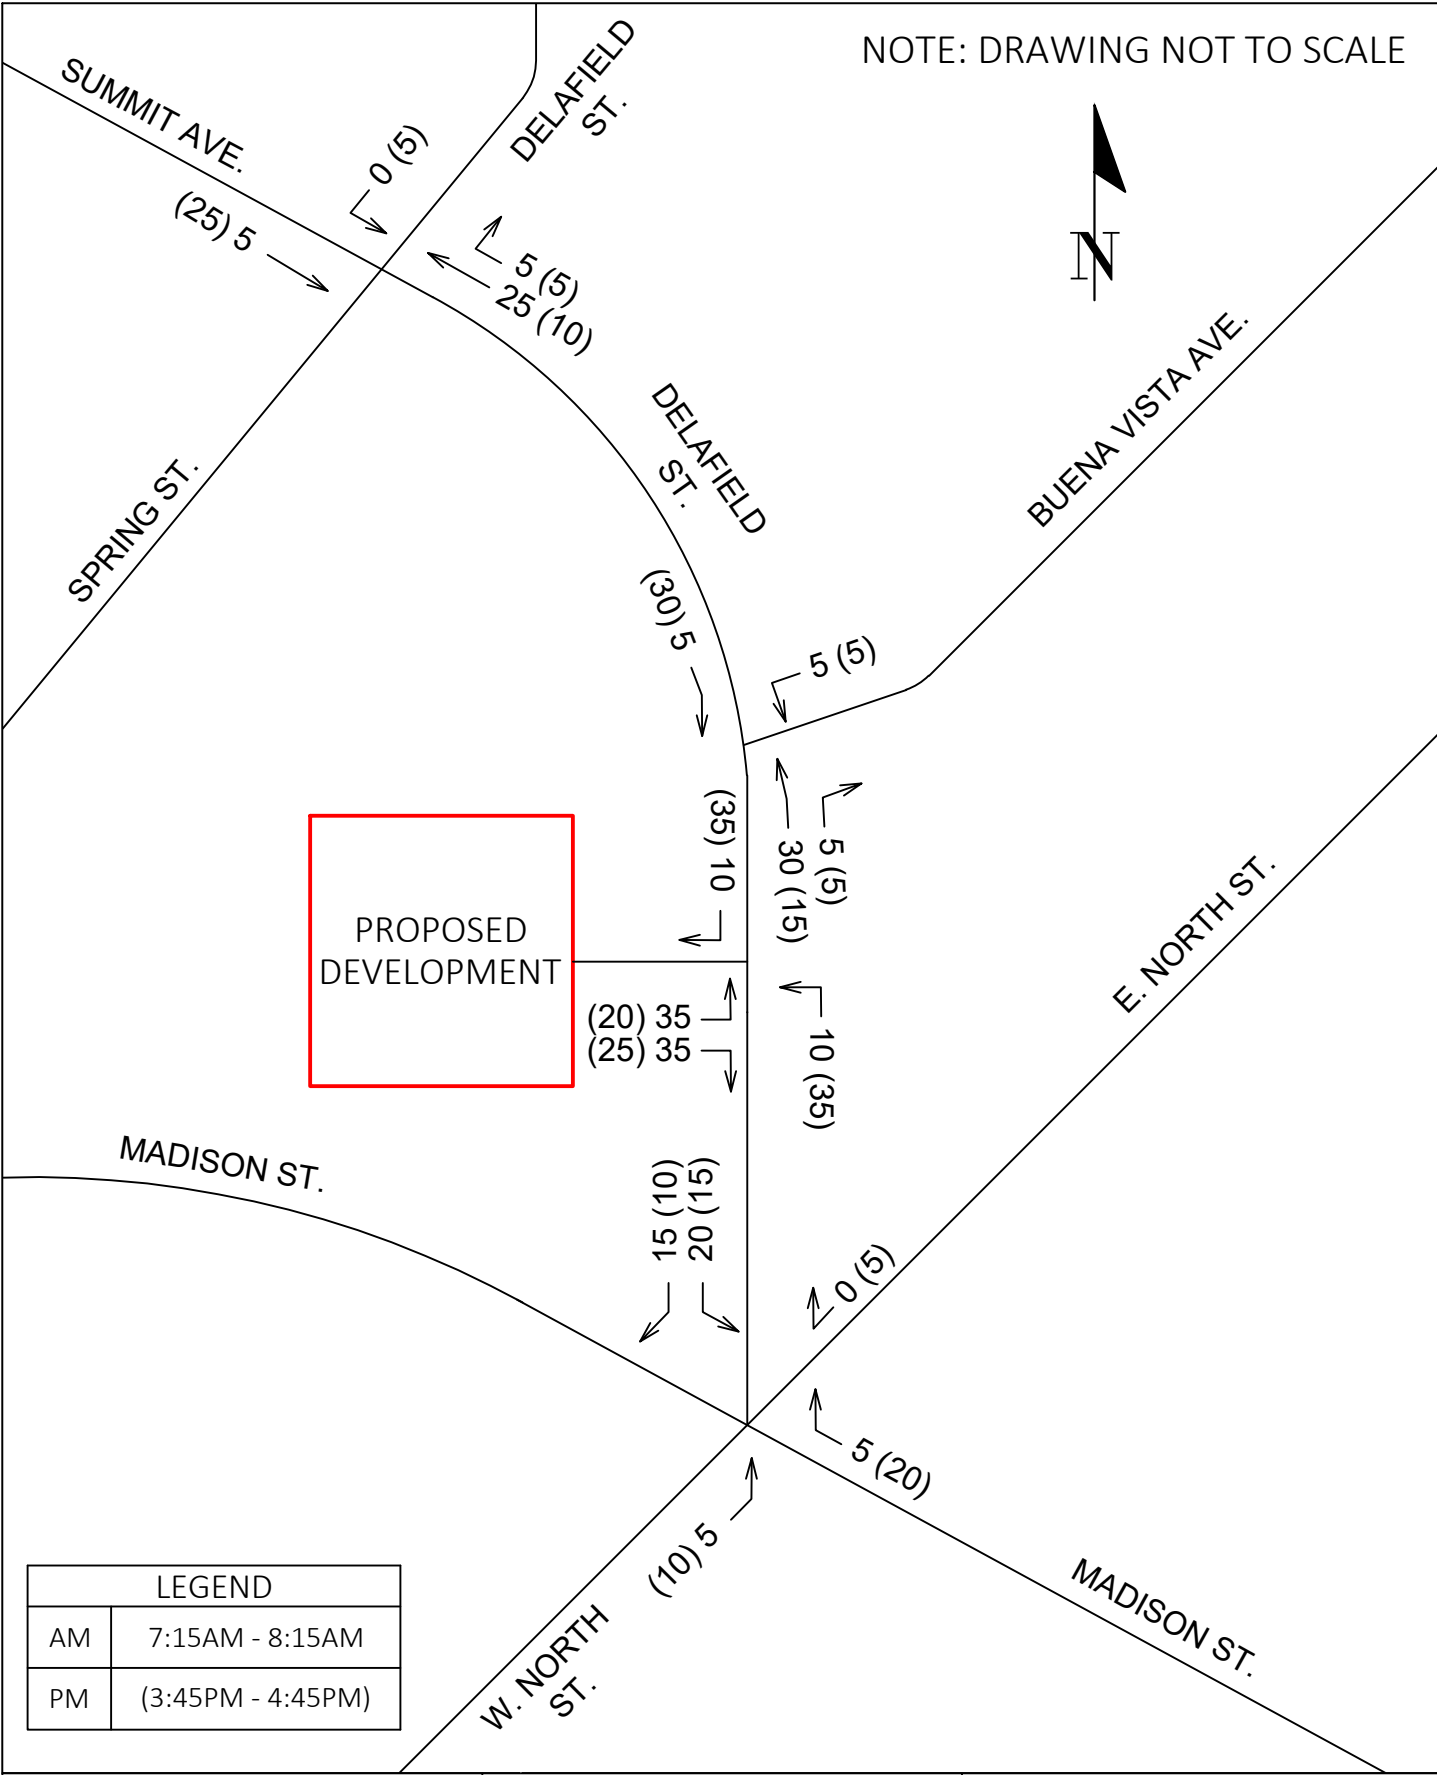 NOTE: DRAWING NOT TO SCALE
DELAFIELD
ST.
SUMMIT AVE.
0 (5)
(25) 5
5 (5)
25 (10)
N
BUENA VISTA AVE.
DELAFIELD
ST.
SPRING ST.
(30) 5
5 (5)
(35) 10
30 (15)
5 (5)
PROPOSED
DEVELOPMENT
E. NORTH ST.
(20) 35
(25) 35
10 (35)
MADISON ST.
15 (10)
20 (15)
0 (5)
5 (20)
(10) 5
W. NORTH
ST.
MADISON ST.
LEGEND
AM 7:15AM - 8:15AM
PM (3:45PM - 4:45PM)